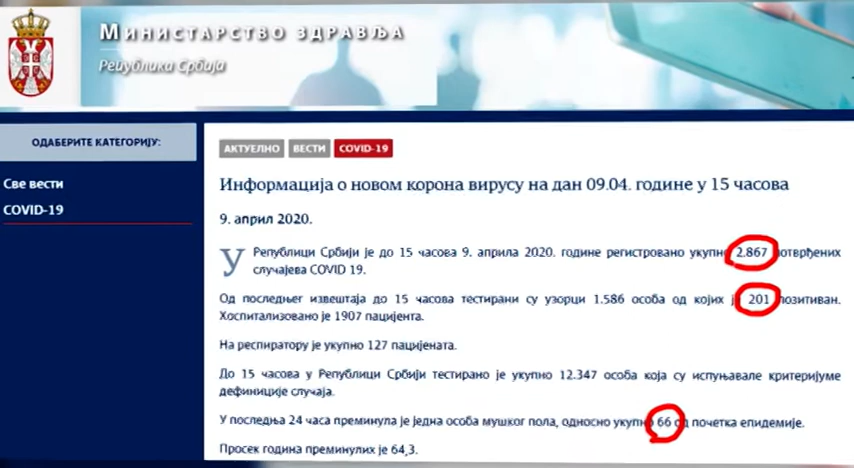 МИНИСТАРСТВО ЗДРАВЉА
Република Србија
ОДАБЕРИТЕ КАТЕГОРИЈУ:
Све вести
COVID-19
АКТУЕЛНО ВЕСТИ COVID-19
Информација о новом корона вирусу на дан 09.04. године у 15 часова
9. април 2020.
У Републици Србији је до 15 часова 9. априла 2020. године регистровано укупно 2.867 потврђених
случајева COVID 19.
Од последњег извештаја до 15 часова тестирани су узорци 1.586 особа од којих је 201 позитиван.
Хоспитализовано је 1907 пацијента.
На респиратору је укупно 127 пацијената.
До 15 часова у Републици Србији тестирано је укупно 12.347 особа која су испуњавале критеријуме
дефиниције случаја.
У последња 24 часа преминула је једна особа мушког пола, односно укупно 66 од почетка епидемије.
Просек година преминулих је 64,3.